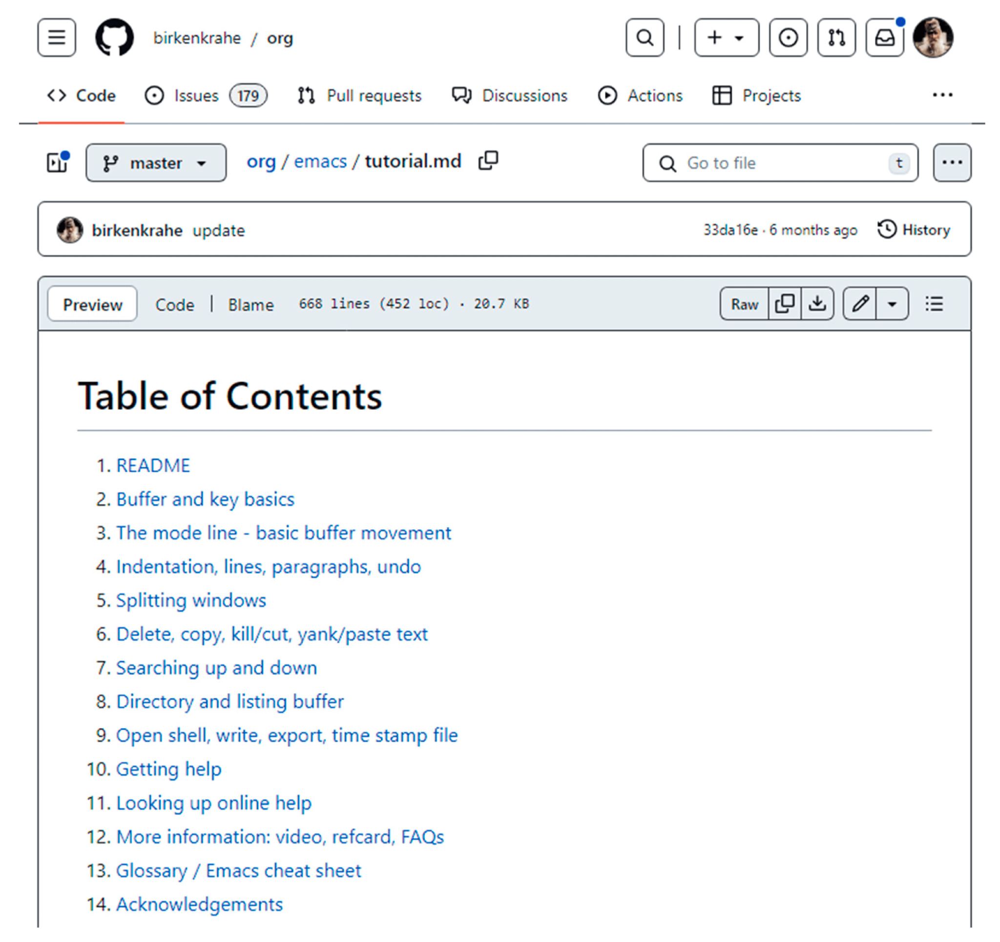 birkenkrahe / org
Code Issues 179 Pull requests Discussions Actions Projects ...
master org / emacs / tutorial.md Go to file t ...
birkenkrahe update 33da16e · 6 months ago History
Preview Code | Blame 668 lines (452 loc) · 20.7 KB Raw
Table of Contents
1. README
2. Buffer and key basics
3. The mode line - basic buffer movement
4. Indentation, lines, paragraphs, undo
5. Splitting windows
6. Delete, copy, kill/cut, yank/paste text
7. Searching up and down
8. Directory and listing buffer
9. Open shell, write, export, time stamp file
10. Getting help
11. Looking up online help
12. More information: video, refcard, FAQs
13. Glossary / Emacs cheat sheet
14. Acknowledgements